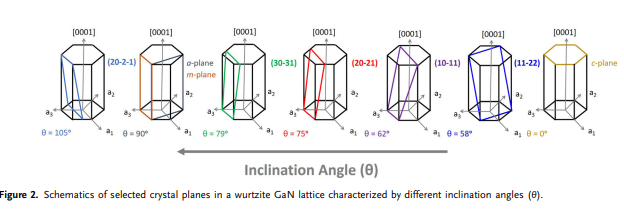 [0001] [0001] [0001] [0001] [0001] [0001] [0001]
(20-2-1) a-plane (30-31) (20-21) (10-11) (11-22) c-plane
m-plane
a2 a2 a2 a2 a2 a2 a2
a3 a3 a3 a3 a3 a3 a3
θ = 105° a1 θ = 90° a1 θ = 79° a1 θ = 75° a1 θ = 62° a1 θ = 58° a1 θ = 0° a1
Inclination Angle (θ)
Figure 2. Schematics of selected crystal planes in a wurtzite GaN lattice characterized by different inclination angles (θ).